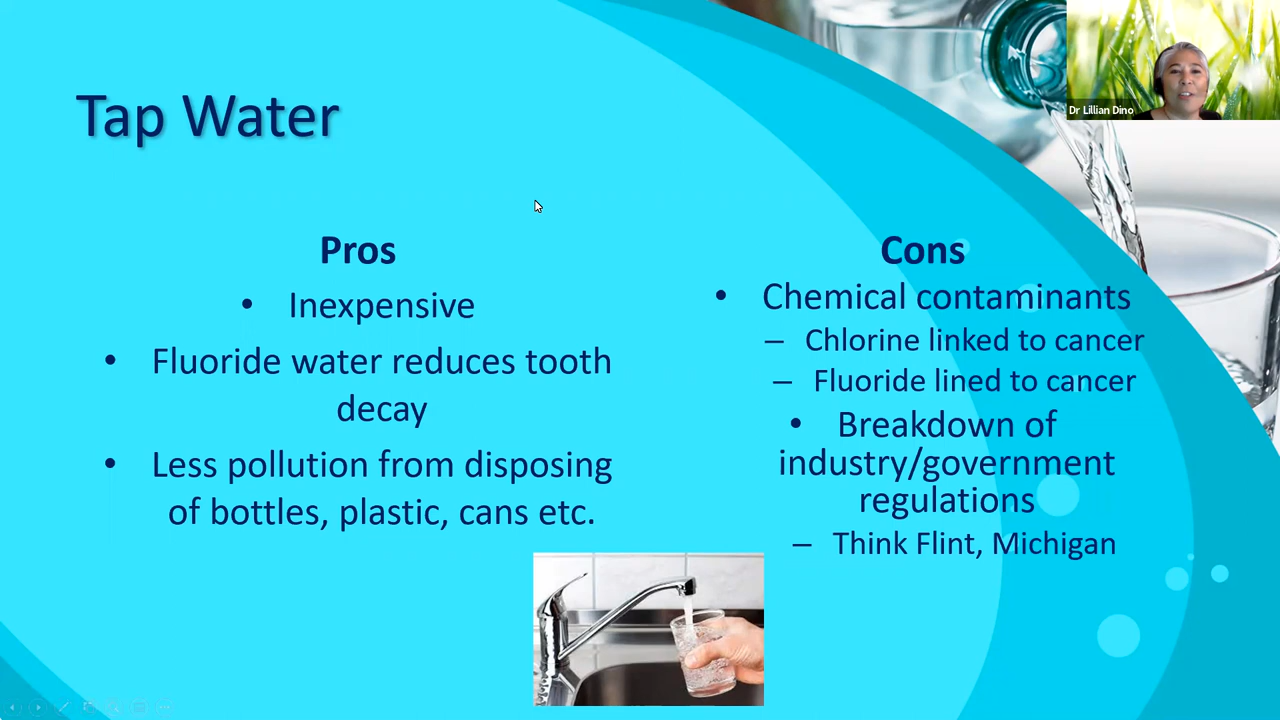 Dr Lillian Dino
Tap Water
Pros
• Inexpensive
• Fluoride water reduces tooth
decay
• Less pollution from disposing
of bottles, plastic, cans etc.
Cons
• Chemical contaminants
– Chlorine linked to cancer
– Fluoride lined to cancer
• Breakdown of
industry/government
regulations
– Think Flint, Michigan